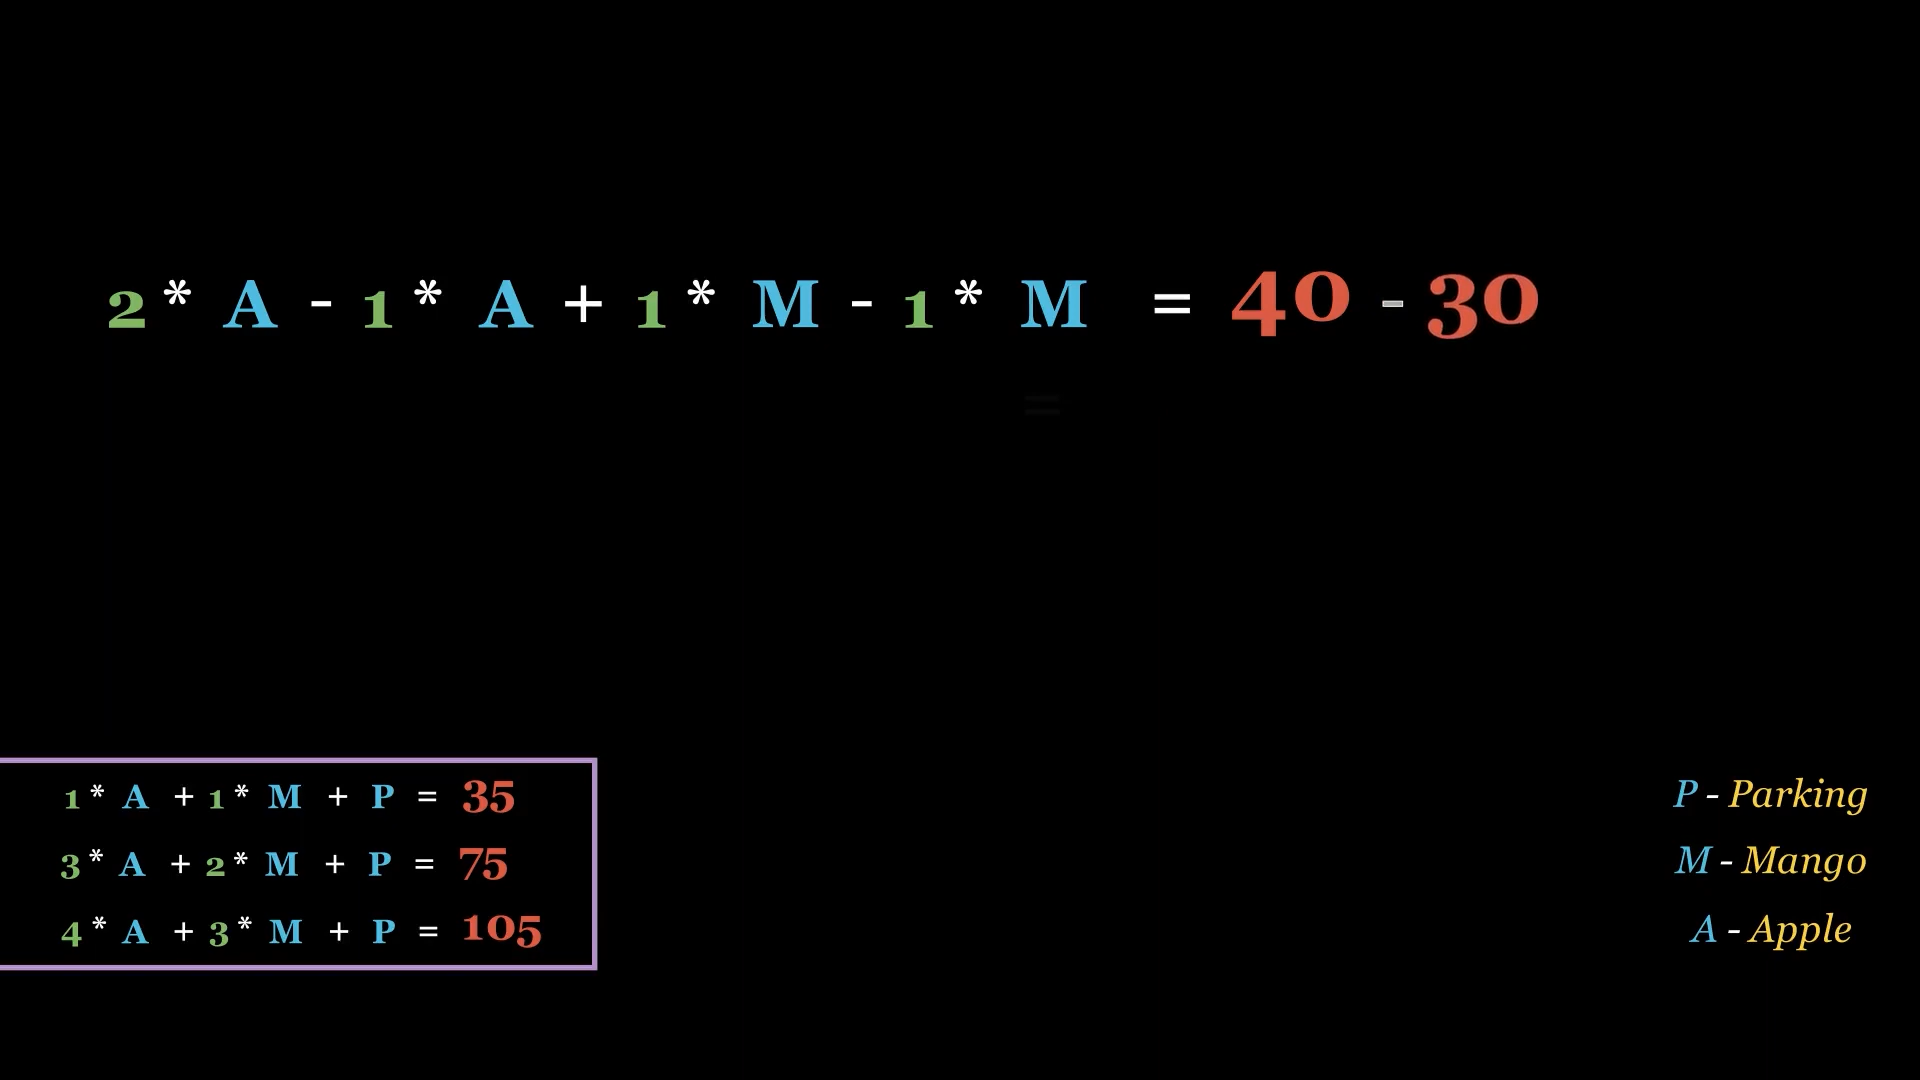 2 * A - 1 * A + 1 * M - 1 * M = 40 - 30
=
1 * A + 1 * M + P = 35
3 * A + 2 * M + P = 75
4 * A + 3 * M + P = 105
P - Parking
M - Mango
A - Apple